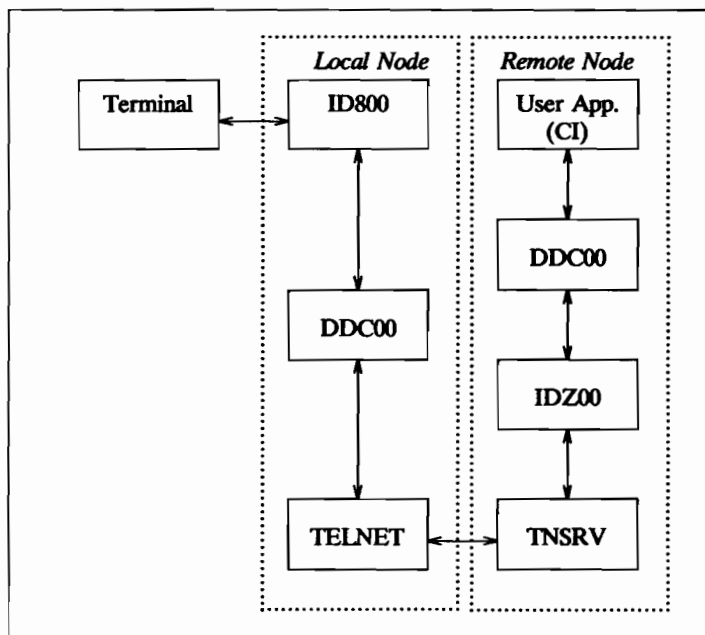 Local Node
Remote Node
Terminal
ID800
User App.
(CI)
DDC00
DDC00
IDZ00
TELNET
TNSRV